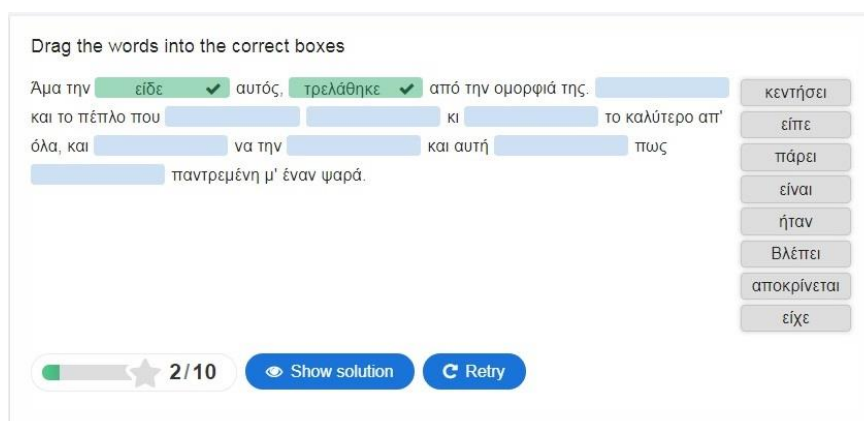 Drag the words into the correct boxes
Άμα την είδε αυτός, τρελάθηκε από την ομορφιά της.
και το πέπλο που κι το καλύτερο απ'
όλα, και να την και αυτή πως
παντρεμένη μ' έναν ψαρά.
κεντήσει
είπε
πάρει
είναι
ήταν
Βλέπει
αποκρίνεται
είχε
2/10
Show solution
Retry